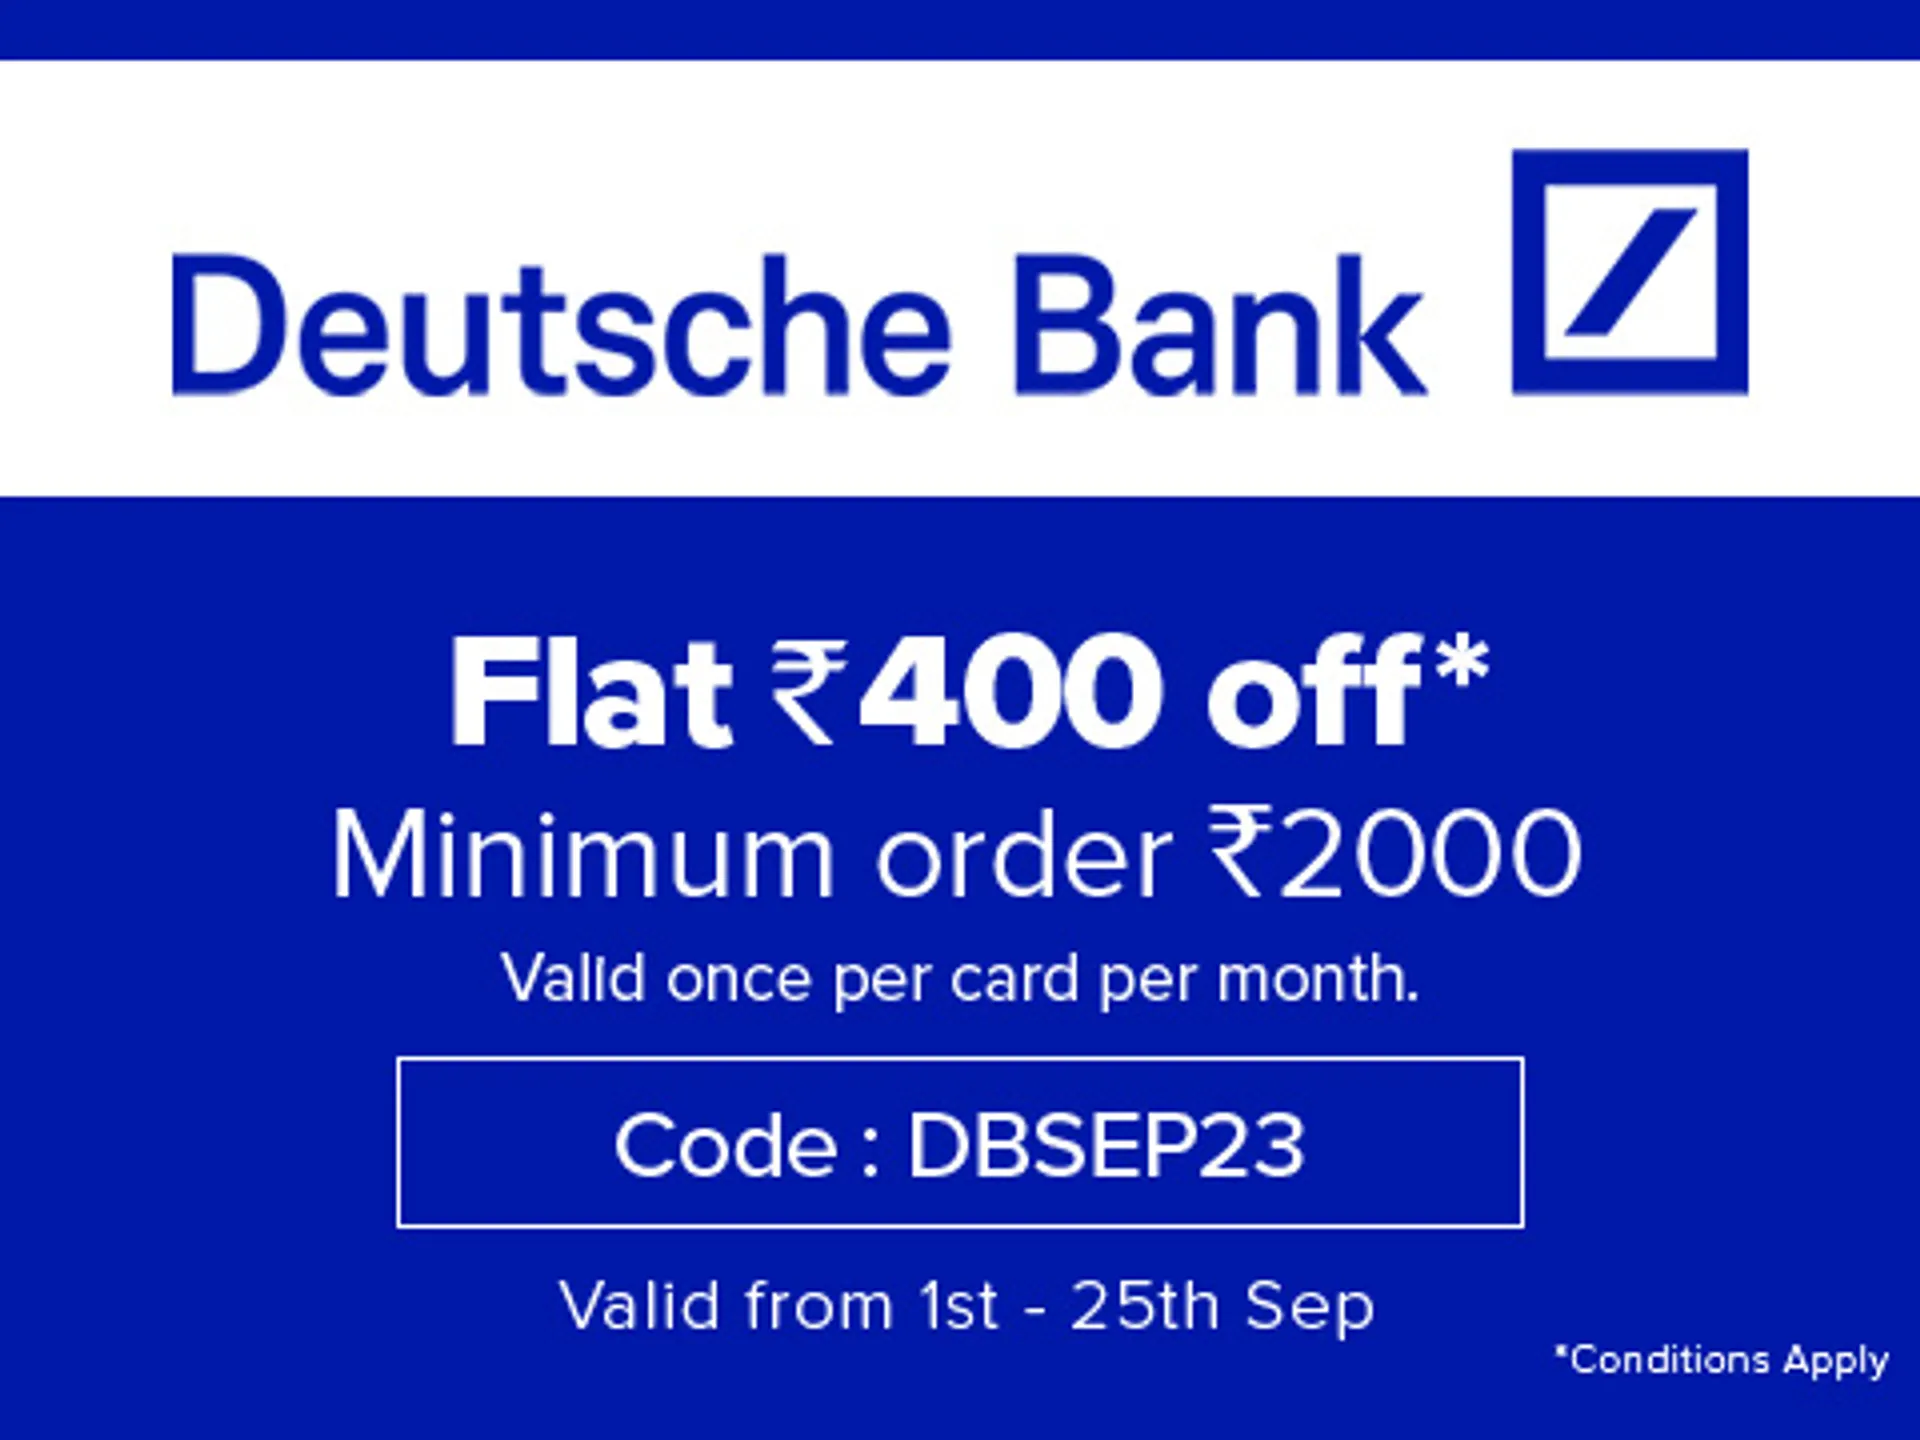 Deutsche Bank
Flat ₹400 off*
Minimum order ₹2000
Valid once per card per month.
Code : DBSEP23
Valid from 1st - 25th Sep
*Conditions Apply